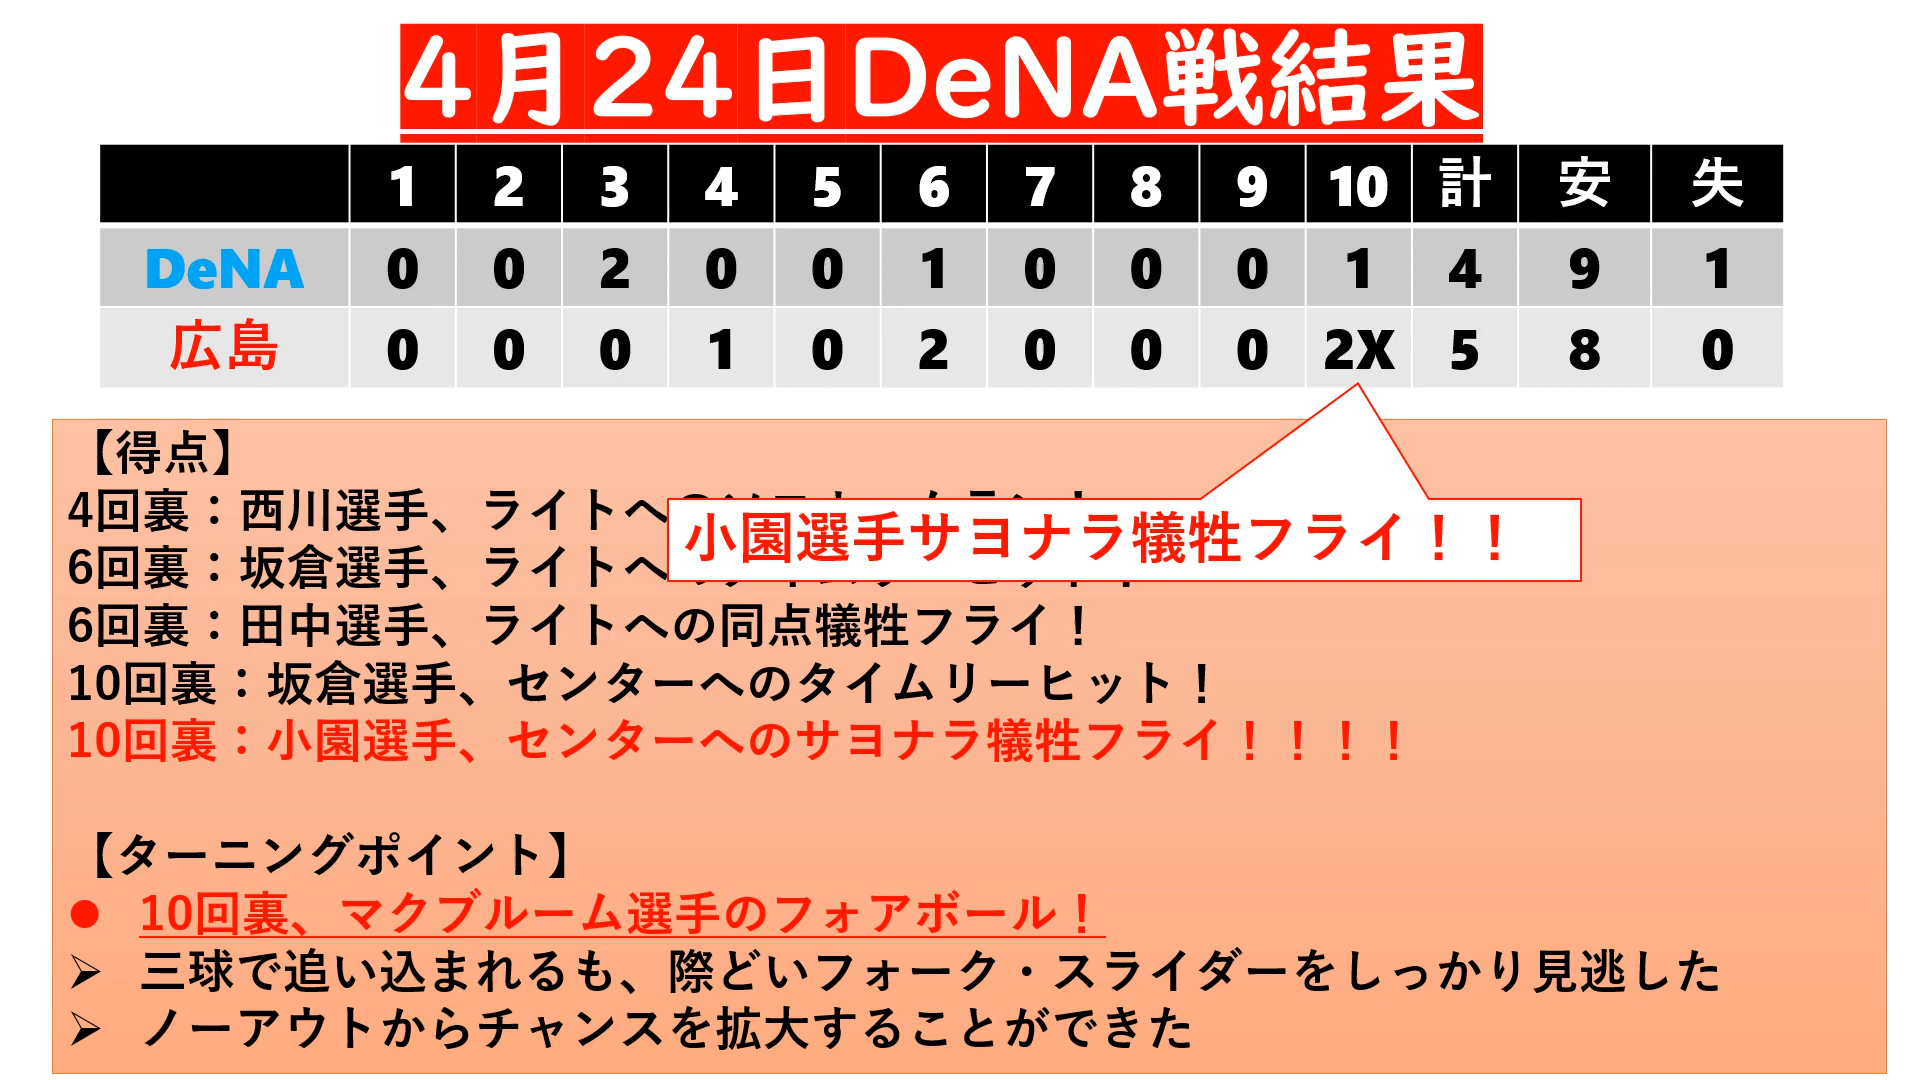 4月24日DeNA戦結果
1 2 3 4 5 6 7 8 9 10 計 安 失
DeNA 0 0 2 0 0 1 0 0 0 1 4 9 1
広島 0 0 0 1 0 2 0 0 0 2X 5 8 0
【得点】
4回裏：西川選手、ライトへ
小園選手サヨナラ犠牲フライ！！
6回裏：坂倉選手、ライトへ
6回裏：田中選手、ライトへの同点犠牲フライ！
10回裏：坂倉選手、センターへのタイムリーヒット！
10回裏：小園選手、センターへのサヨナラ犠牲フライ！！！！
【ターニングポイント】
● 10回裏、マクブルーム選手のフォアボール！
➢ 三球で追い込まれるも、際どいフォーク・スライダーをしっかり見逃した
➢ ノーアウトからチャンスを拡大することができた